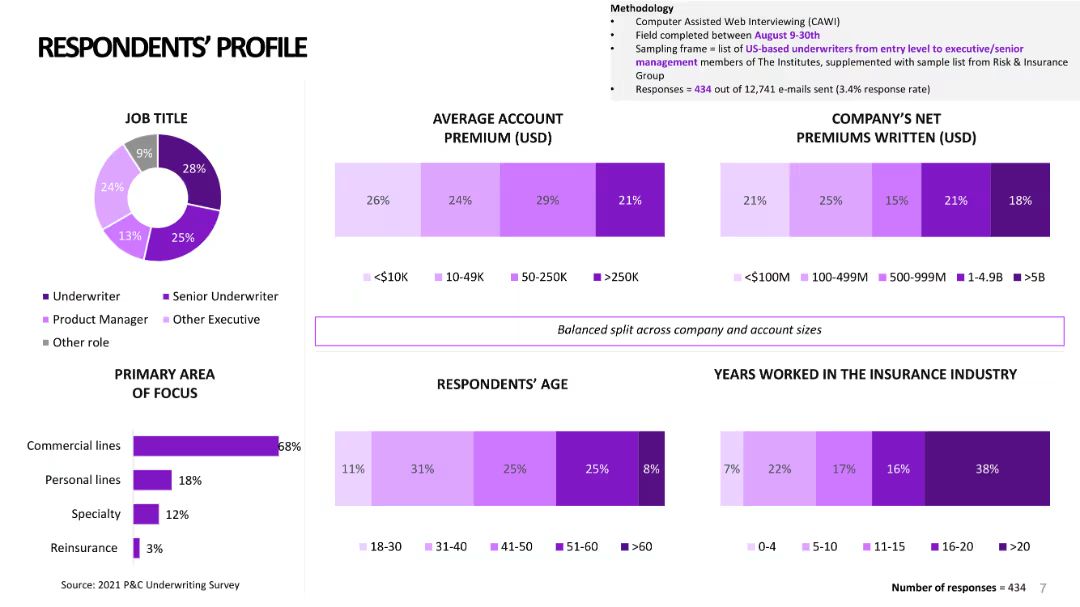 RESPONDENTS' PROFILE
Methodology
• Computer Assisted Web Interviewing (CAWI)
• Field completed between August 9-30th
• Sampling frame = list of US-based underwriters from entry level to executive/senior
management members of The Institutes, supplemented with sample list from Risk & Insurance
Group
• Responses = 434 out of 12,741 e-mails sent (3.4% response rate)
JOB TITLE
9%
28%
24%
13%
25%
Underwriter
Senior Underwriter
Product Manager
Other Executive
Other role
AVERAGE ACCOUNT
PREMIUM (USD)
26% 24% 29% 21%
<$10K 10-49K 50-250K >250K
COMPANY'S NET
PREMIUMS WRITTEN (USD)
21% 25% 15% 21% 18%
<$100M 100-499M 500-999M 1-4.9B >5B
Balanced split across company and account sizes
PRIMARY AREA
OF FOCUS
Commercial lines 68%
Personal lines 18%
Specialty 12%
Reinsurance 3%
RESPONDENTS' AGE
11% 31% 25% 25% 8%
18-30 31-40 41-50 51-60 >60
YEARS WORKED IN THE INSURANCE INDUSTRY
7% 22% 17% 16% 38%
0-4 5-10 11-15 16-20 >20
Source: 2021 P&C Underwriting Survey
Number of responses = 434 7